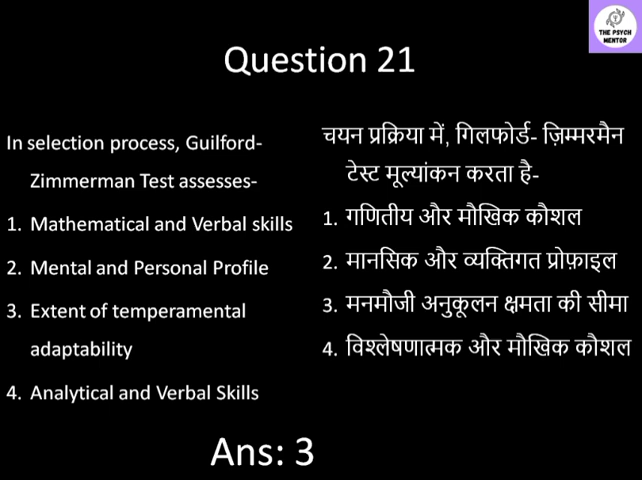 THE PSYCH
MENTOR
Question 21
In selection process, Guilford-
Zimmerman Test assesses-
1. Mathematical and Verbal skills
2. Mental and Personal Profile
3. Extent of temperamental
adaptability
4. Analytical and Verbal Skills
चयन प्रक्रिया में, गिलफोर्ड- ज़िम्मरमैन
टेस्ट मूल्यांकन करता है-
1. गणितीय और मौखिक कौशल
2. मानसिक और व्यक्तिगत प्रोफ़ाइल
3. मनमौजी अनुकूलन क्षमता की सीमा
4. विश्लेषणात्मक और मौखिक कौशल
Ans: 3